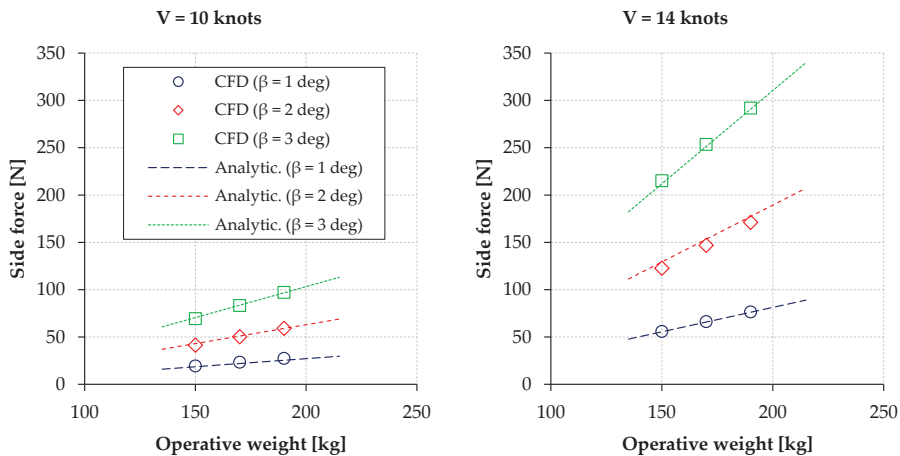 V = 10 knots
350
300
250
200
150
100
50
0
Side force [N]
CFD (β = 1 deg)
CFD (β = 2 deg)
CFD (β = 3 deg)
Analytic. (β = 1 deg)
Analytic. (β = 2 deg)
Analytic. (β = 3 deg)
100 150 200 250
Operative weight [kg]
V = 14 knots
350
300
250
200
150
100
50
0
Side force [N]
100 150 200 250
Operative weight [kg]